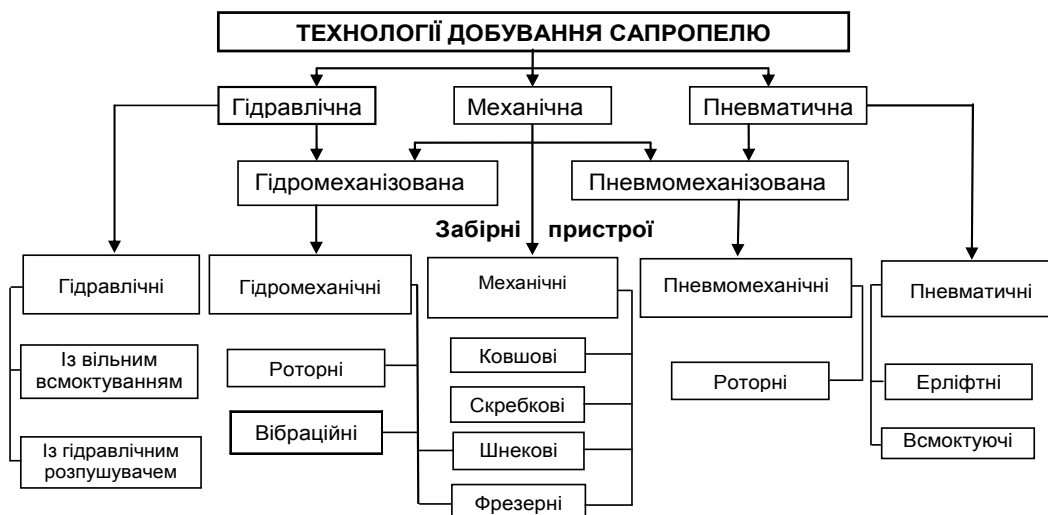 ТЕХНОЛОГІЇ ДОБУВАННЯ САПРОПЕЛЮ
Гідравлічна
Механічна
Пневматична
Гідромеханізована
Пневмомеханізована
Забірні пристрої
Гідравлічні
Гідромеханічні
Механічні
Пневмомеханічні
Пневматичні
Із вільним
всмоктуванням
Роторні
Ковшові
Роторні
Ерліфтні
Скребкові
Вібраційні
Шнекові
Всмоктуючі
Із гідравлічним
розпушувачем
Фрезерні